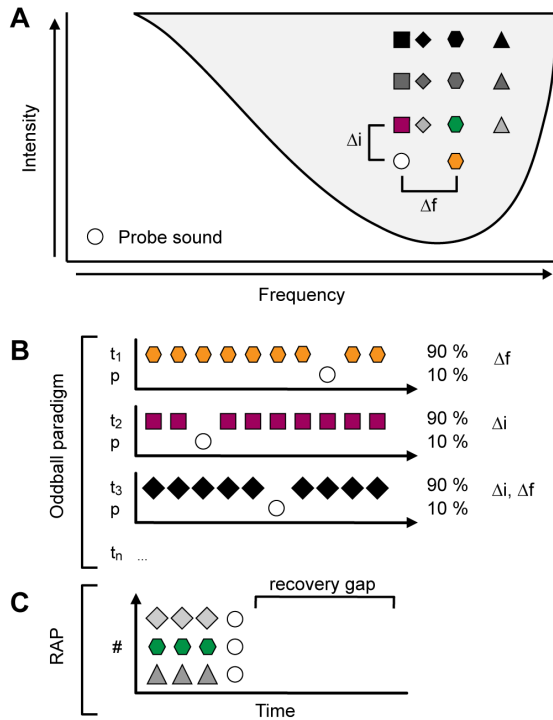 A
Intensity
Δi
Δf
Probe sound
Frequency
B
Oddball paradigm
t1
90 %
Δf
p
10 %
t2
90 %
Δi
p
10 %
t3
90 %
Δi, Δf
p
10 %
tn ...
C
RAP
recovery gap
#
Time